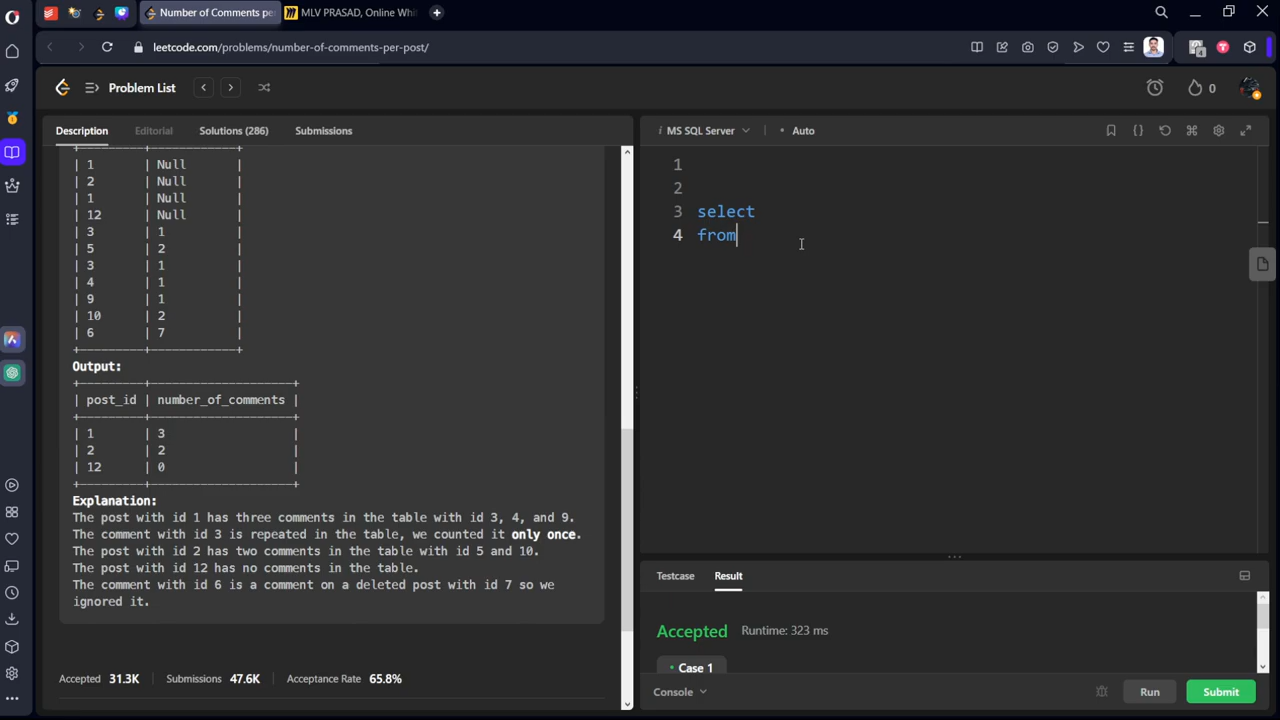 Number of Comments pe
MLV PRASAD, Online Whi
leetcode.com/problems/number-of-comments-per-post/
Problem List
0
Description
Editorial
Solutions (286)
Submissions
i MS SQL Server
• Auto
| 1 | Null |
| 2 | Null |
| 1 | Null |
| 12 | Null |
| 3 | 1 |
| 5 | 2 |
| 3 | 1 |
| 4 | 1 |
| 9 | 1 |
| 10 | 2 |
| 6 | 7 |
Output:
| post_id | number_of_comments |
| 1 | 3 |
| 2 | 2 |
| 12 | 0 |
Explanation:
The post with id 1 has three comments in the table with id 3, 4, and 9.
The comment with id 3 is repeated in the table, we counted it only once.
The post with id 2 has two comments in the table with id 5 and 10.
The post with id 12 has no comments in the table.
The comment with id 6 is a comment on a deleted post with id 7 so we
ignored it.
Accepted 31.3K | Submissions 47.6K | Acceptance Rate 65.8%
1
2
3 select
4 from
Testcase
Result
Accepted Runtime: 323 ms
• Case 1
Console
Run
Submit